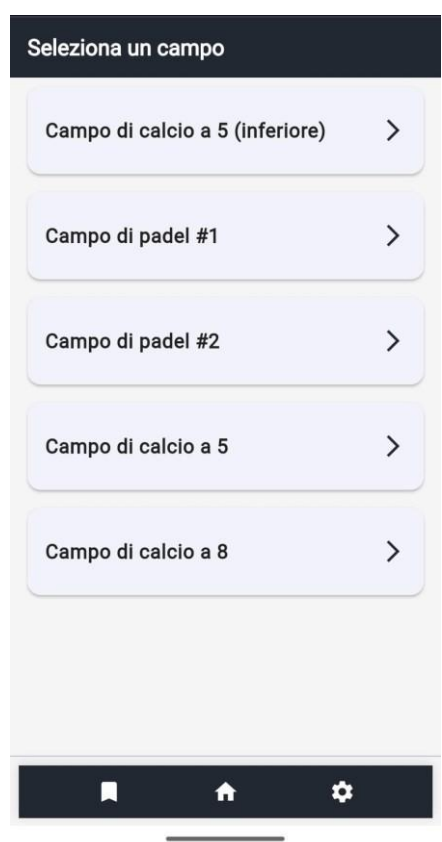 Seleziona un campo
Campo di calcio a 5 (inferiore)
Campo di padel #1
Campo di padel #2
Campo di calcio a 5
Campo di calcio a 8